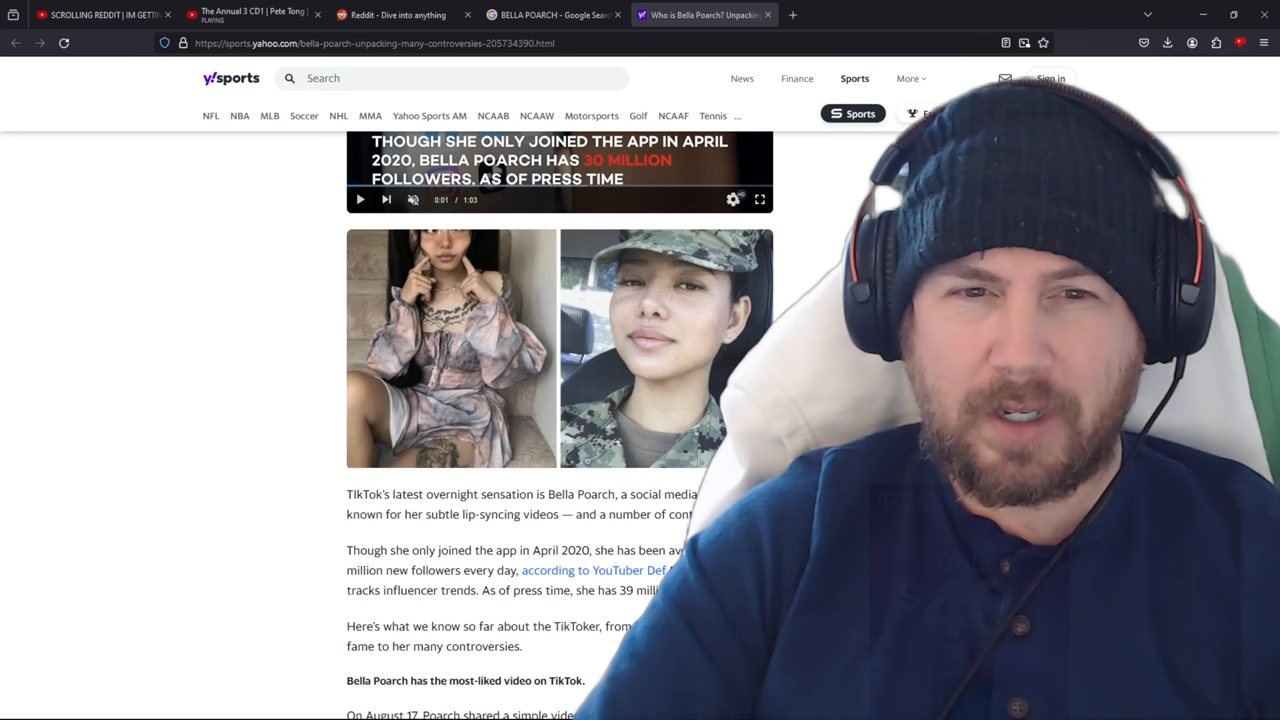 SCROLLING REDDIT | IM GETTIN
The Annual 3 CD1 | Pete Tong |
PLAYING
Reddit - Dive into anything
BELLA POARCH - Google Searc
Who is Bella Poarch? Unpackin
https://sports.yahoo.com/bella-poarch-unpacking-many-controversies-205734390.html
y!sports
Search
News
Finance
Sports
More
Sign in
NFL
NBA
MLB
Soccer
NHL
MMA
Yahoo Sports AM
NCAAB
NCAAW
Motorsports
Golf
NCAAF
Tennis
...
Sports
THOUGH SHE ONLY JOINED THE APP IN APRIL
2020, BELLA POARCH HAS 30 MILLION
FOLLOWERS. AS OF PRESS TIME
0:01 / 1:03
HD
TIkTok's latest overnight sensation is Bella Poarch, a social media
known for her subtle lip-syncing videos — and a number of cont
Though she only joined the app in April 2020, she has been ave
million new followers every day, according to YouTuber Def
tracks influencer trends. As of press time, she has 39 milli
Here's what we know so far about the TikToker, from
fame to her many controversies.
Bella Poarch has the most-liked video on TikTok.
On August 17, Poarch shared a simple vide